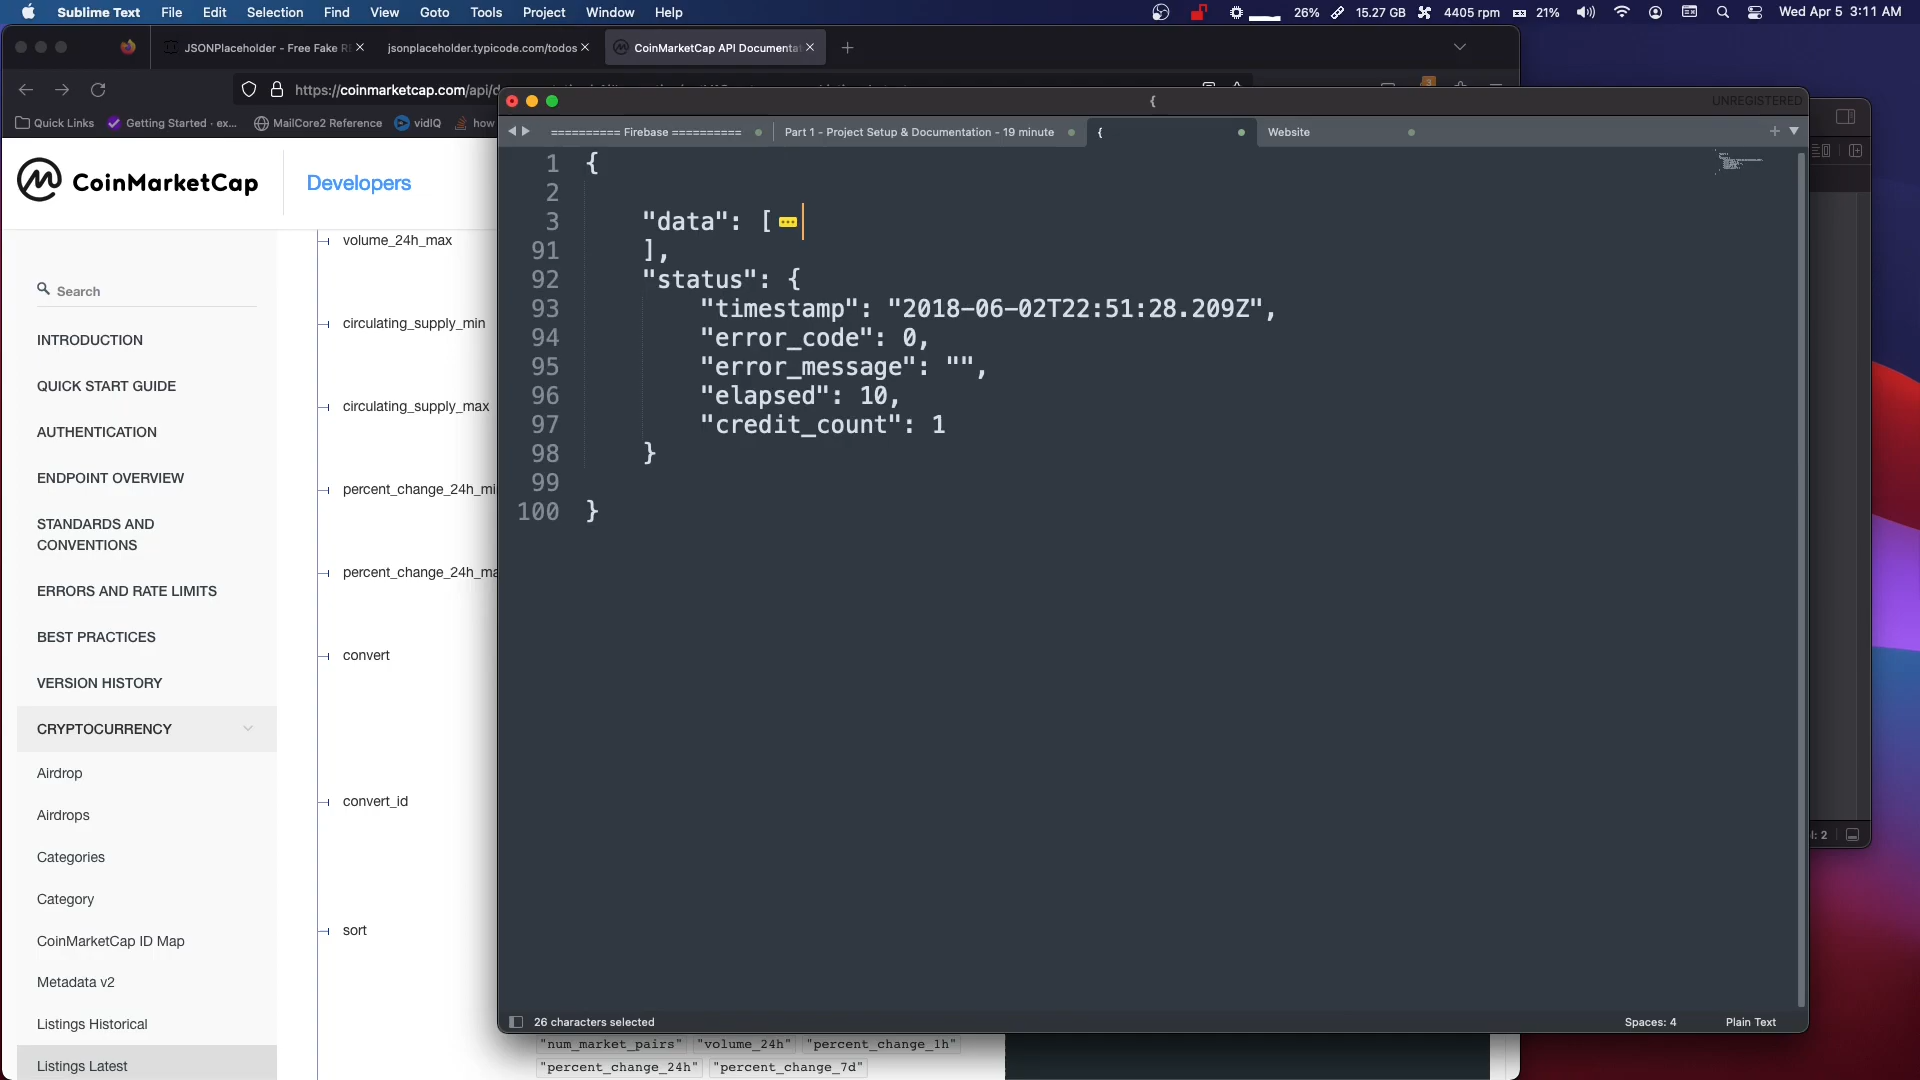 Sublime Text File Edit Selection Find View Goto Tools Project Window Help 26% 15.27 GB 4405 rpm 21% Wed Apr 5 3:11 AM
JSONPlaceholder - Free Fake R jsonplaceholder.typicode.com/todos CoinMarketCap API Documenta
https://coinmarketcap.com/api/d
{ UNREGISTERED
Quick Links Getting Started · ex... MailCore2 Reference vidIQ how
========== Firebase ========== Part 1 - Project Setup & Documentation - 19 minute { Website
CoinMarketCap Developers
Search
INTRODUCTION
QUICK START GUIDE
AUTHENTICATION
ENDPOINT OVERVIEW
STANDARDS AND
CONVENTIONS
ERRORS AND RATE LIMITS
BEST PRACTICES
VERSION HISTORY
CRYPTOCURRENCY
Airdrop
Airdrops
Categories
Category
CoinMarketCap ID Map
Metadata v2
Listings Historical
Listings Latest
volume_24h_max
circulating_supply_min
circulating_supply_max
percent_change_24h_mi
percent_change_24h_ma
convert
convert_id
sort
1 {
2
3 "data": [
91 ],
92 "status": {
93 "timestamp": "2018-06-02T22:51:28.209Z",
94 "error_code": 0,
95 "error_message": "",
96 "elapsed": 10,
97 "credit_count": 1
98 }
99
100 }
: 2
26 characters selected Spaces: 4 Plain Text
"num_market_pairs" "volume_24h" "percent_change_1h"
"percent_change_24h" "percent_change_7d"